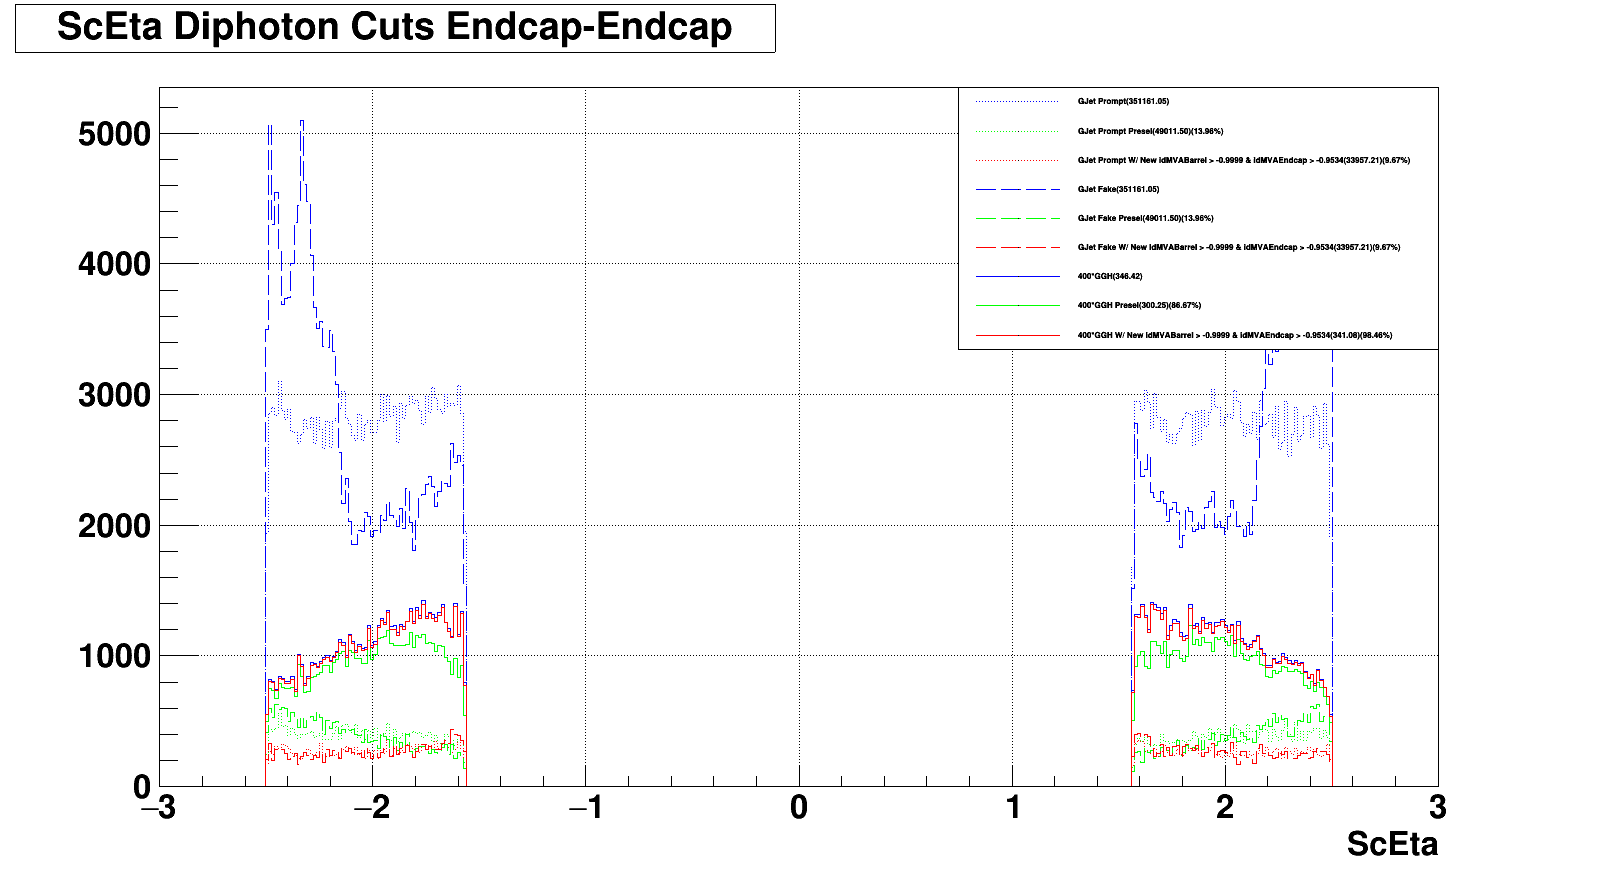 ScEta Diphoton Cuts Endcap-Endcap
GJet Prompt(351161.05)
GJet Prompt Presel(49011.50)(13.96%)
GJet Prompt W/ New idMVABarrel > -0.9999 & idMVAEndcap > -0.9534(33957.21)(9.67%)
GJet Fake(351161.05)
GJet Fake Presel(49011.50)(13.96%)
GJet Fake W/ New idMVABarrel > -0.9999 & idMVAEndcap > -0.9534(33957.21)(9.67%)
400*GGH(346.42)
400*GGH Presel(300.25)(86.67%)
400*GGH W/ New idMVABarrel > -0.9999 & idMVAEndcap > -0.9534(341.08)(98.46%)
5000
4000
3000
2000
1000
0
−3 −2 −1 0 1 2 3
ScEta